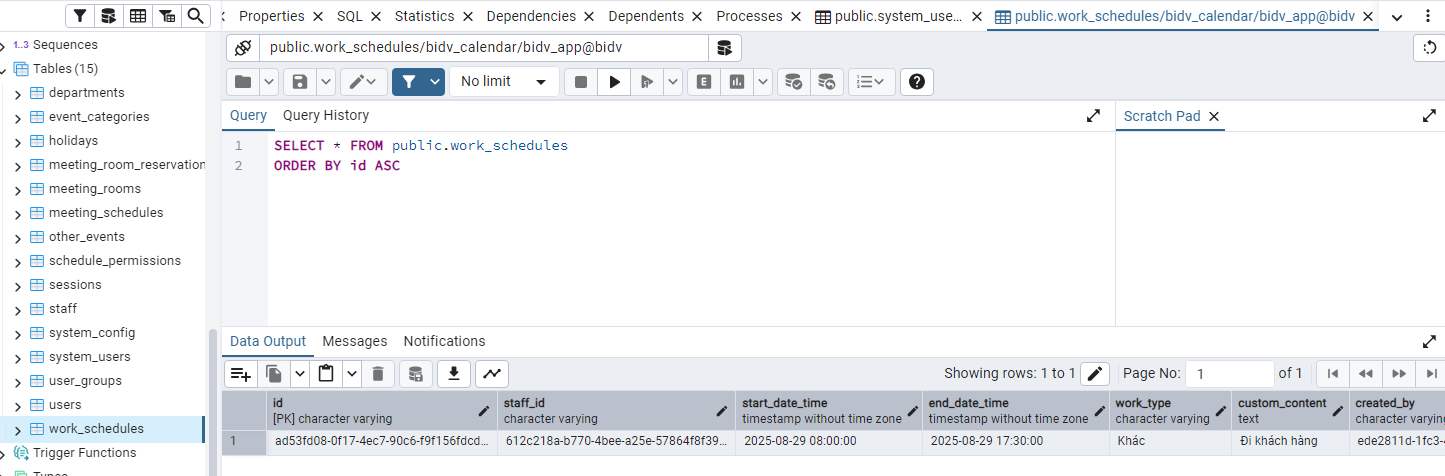 Properties
SQL
Statistics
Dependencies
Dependents
Processes
public.system_use...
public.work_schedules/bidv_calendar/bidv_app@bidv
public.work_schedules/bidv_calendar/bidv_app@bidv
No limit
E
1..3 Sequences
Tables (15)
departments
event_categories
holidays
meeting_room_reservation
meeting_rooms
meeting_schedules
other_events
schedule_permissions
sessions
staff
system_config
system_users
user_groups
users
work_schedules
Trigger Functions
Query
Query History
Scratch Pad
1 SELECT * FROM public.work_schedules
2 ORDER BY id ASC
Data Output
Messages
Notifications
Showing rows: 1 to 1
Page No: 1 of 1
id
[PK] character varying
staff_id
character varying
start_date_time
timestamp without time zone
end_date_time
timestamp without time zone
work_type
character varying
custom_content
text
created_by
character varying
1 ad53fd08-0f17-4ec7-90c6-f9f156fdcd... 612c218a-b770-4bee-a25e-57864f8f39... 2025-08-29 08:00:00 2025-08-29 17:30:00 Khác Đi khách hàng ede2811d-1fc3-